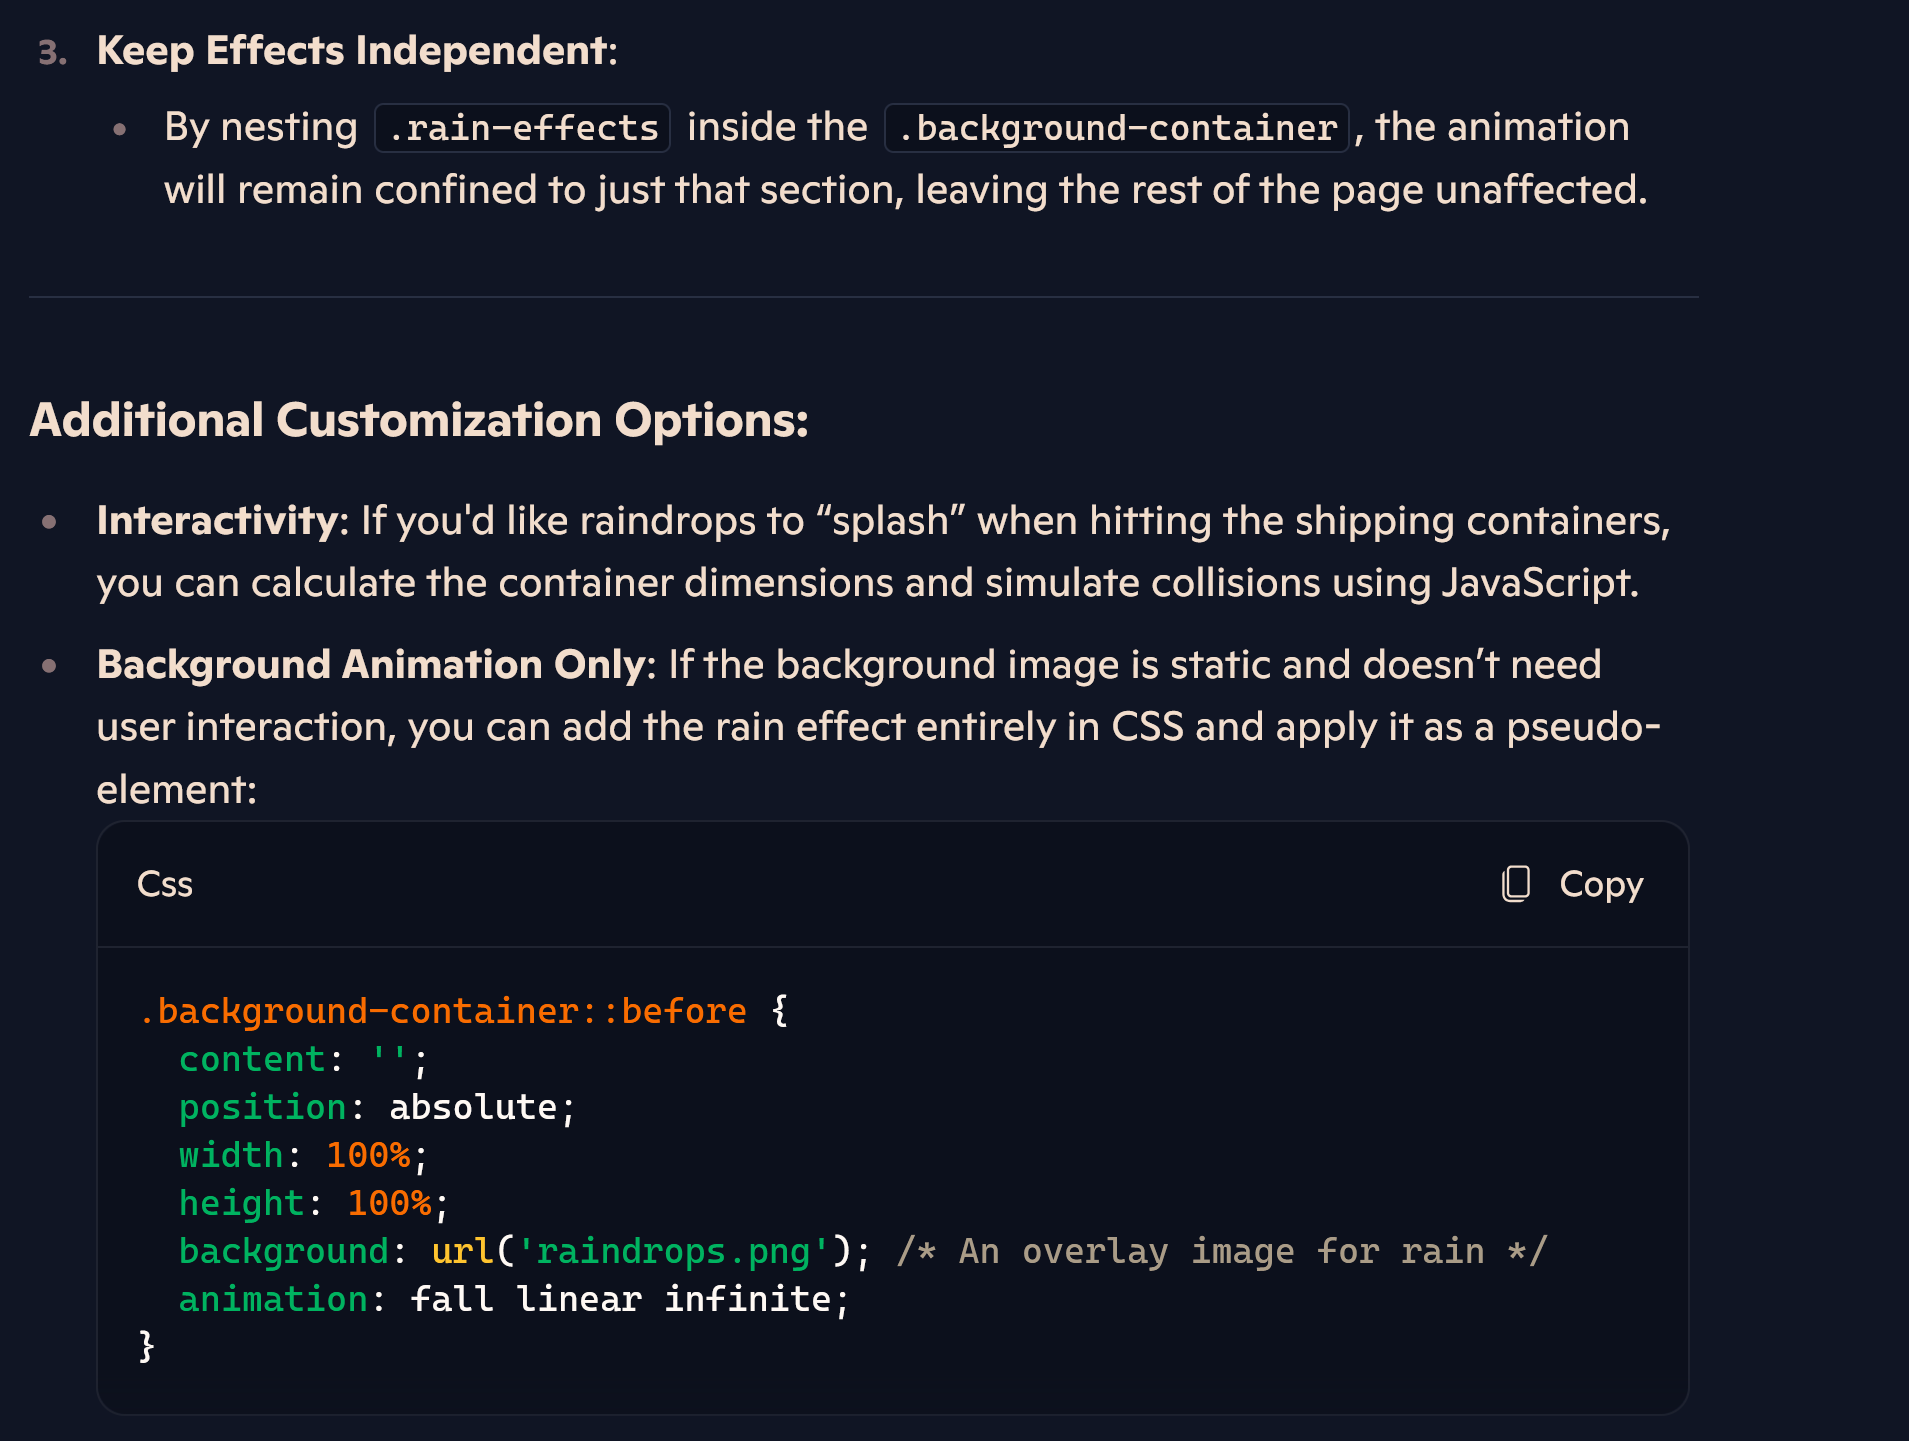 3. Keep Effects Independent:
• By nesting .rain-effects inside the .background-container, the animation
will remain confined to just that section, leaving the rest of the page unaffected.
Additional Customization Options:
• Interactivity: If you'd like raindrops to “splash” when hitting the shipping containers,
you can calculate the container dimensions and simulate collisions using JavaScript.
• Background Animation Only: If the background image is static and doesn’t need
user interaction, you can add the rain effect entirely in CSS and apply it as a pseudo-
element:
Css Copy
.background-container::before {
  content: '';
  position: absolute;
  width: 100%;
  height: 100%;
  background: url('raindrops.png'); /* An overlay image for rain */
  animation: fall linear infinite;
}